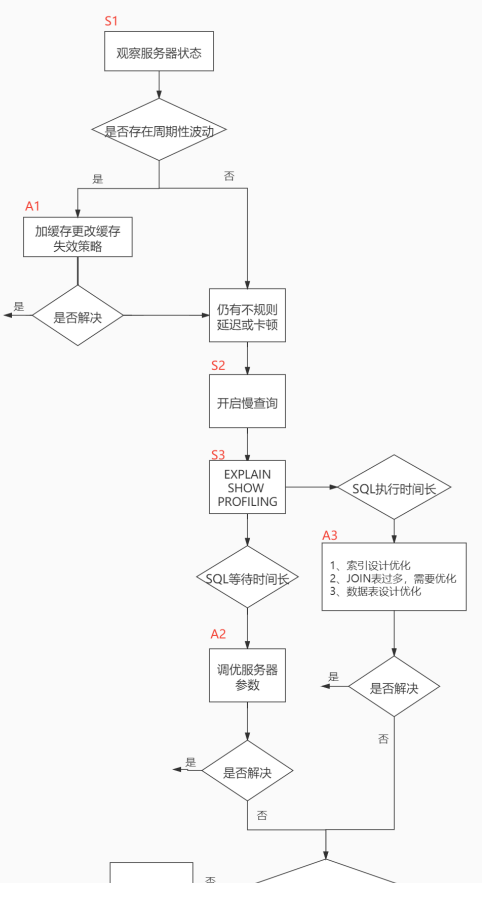 S1
观察服务器状态
是否存在周期性波动
是
否
A1
加缓存更改缓存
失效策略
是
是否解决
仍有不规则
延迟或卡顿
S2
开启慢查询
S3
EXPLAIN
SHOW
PROFILING
SQL执行时间长
A3
1、索引设计优化
2、JOIN表过多，需要优化
3、数据表设计优化
SQL等待时间长
A2
调优服务器
参数
是
是否解决
否
是
是否解决
否
否